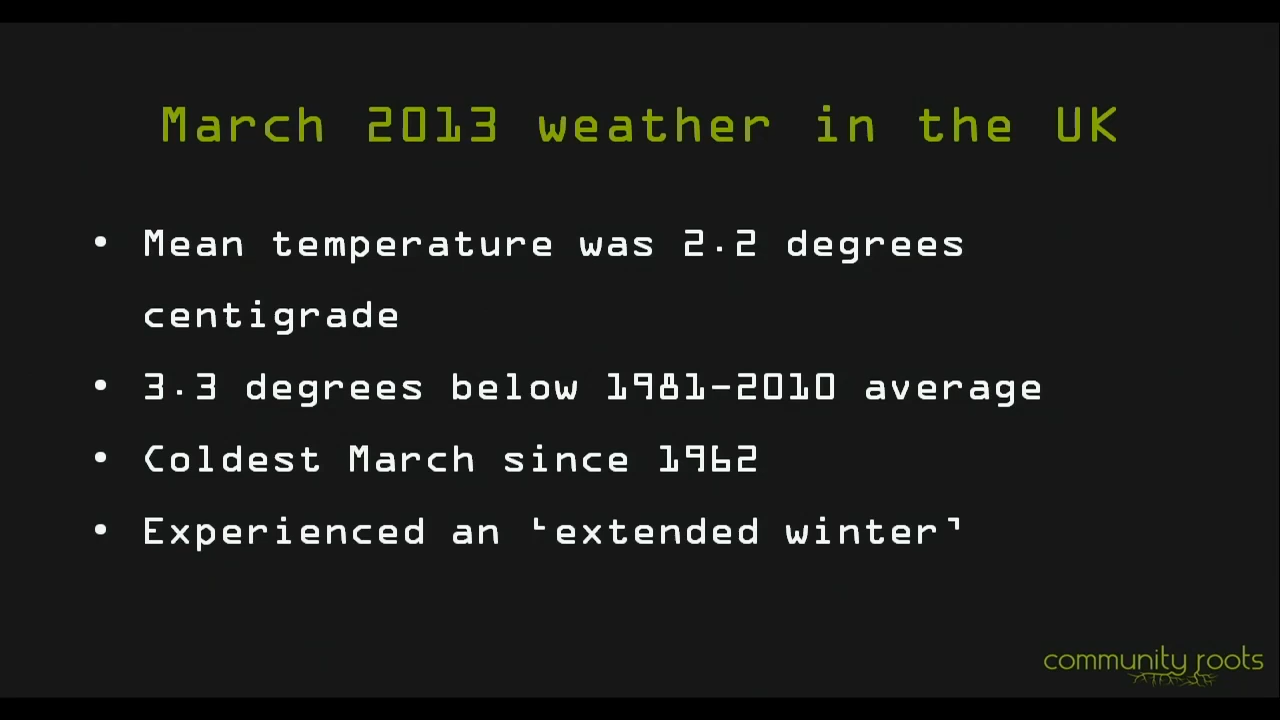 March 2013 weather in the UK
• Mean temperature was 2.2 degrees
centigrade
• 3.3 degrees below 1981-2010 average
• Coldest March since 1962
• Experienced an ‘extended winter’
community roots